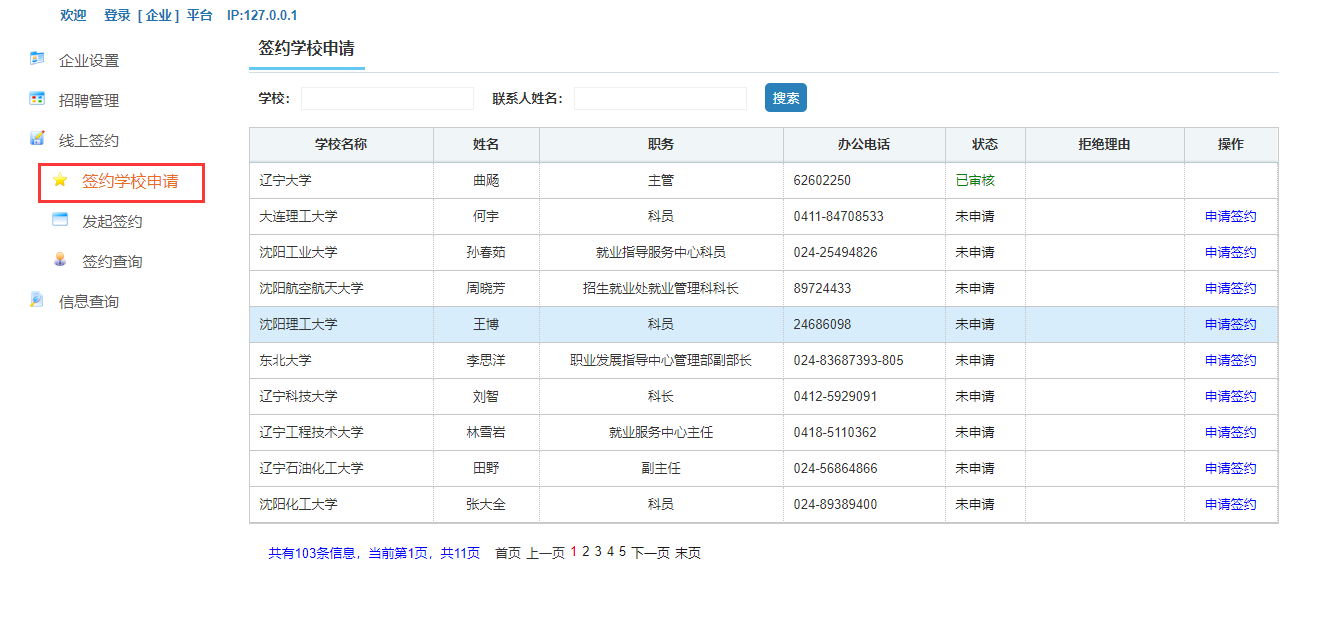 欢迎 登录 [ 企业 ] 平台 IP:127.0.0.1
企业设置
招聘管理
线上签约
签约学校申请
发起签约
签约查询
信息查询
签约学校申请
学校: 联系人姓名: 搜索
学校名称 姓名 职务 办公电话 状态 拒绝理由 操作
辽宁大学 曲飏 主管 62602250 已审核
大连理工大学 何宇 科员 0411-84708533 未申请 申请签约
沈阳工业大学 孙春茹 就业指导服务中心科员 024-25494826 未申请 申请签约
沈阳航空航天大学 周晓芳 招生就业处就业管理科科长 89724433 未申请 申请签约
沈阳理工大学 王博 科员 24686098 未申请 申请签约
东北大学 李思洋 职业发展指导中心管理部副部长 024-83687393-805 未申请 申请签约
辽宁科技大学 刘智 科长 0412-5929091 未申请 申请签约
辽宁工程技术大学 林雪岩 就业服务中心主任 0418-5110362 未申请 申请签约
辽宁石油化工大学 田野 副主任 024-56864866 未申请 申请签约
沈阳化工大学 张大全 科员 024-89389400 未申请 申请签约
共有103条信息，当前第1页，共11页 首页 上一页 1 2 3 4 5 下一页 末页